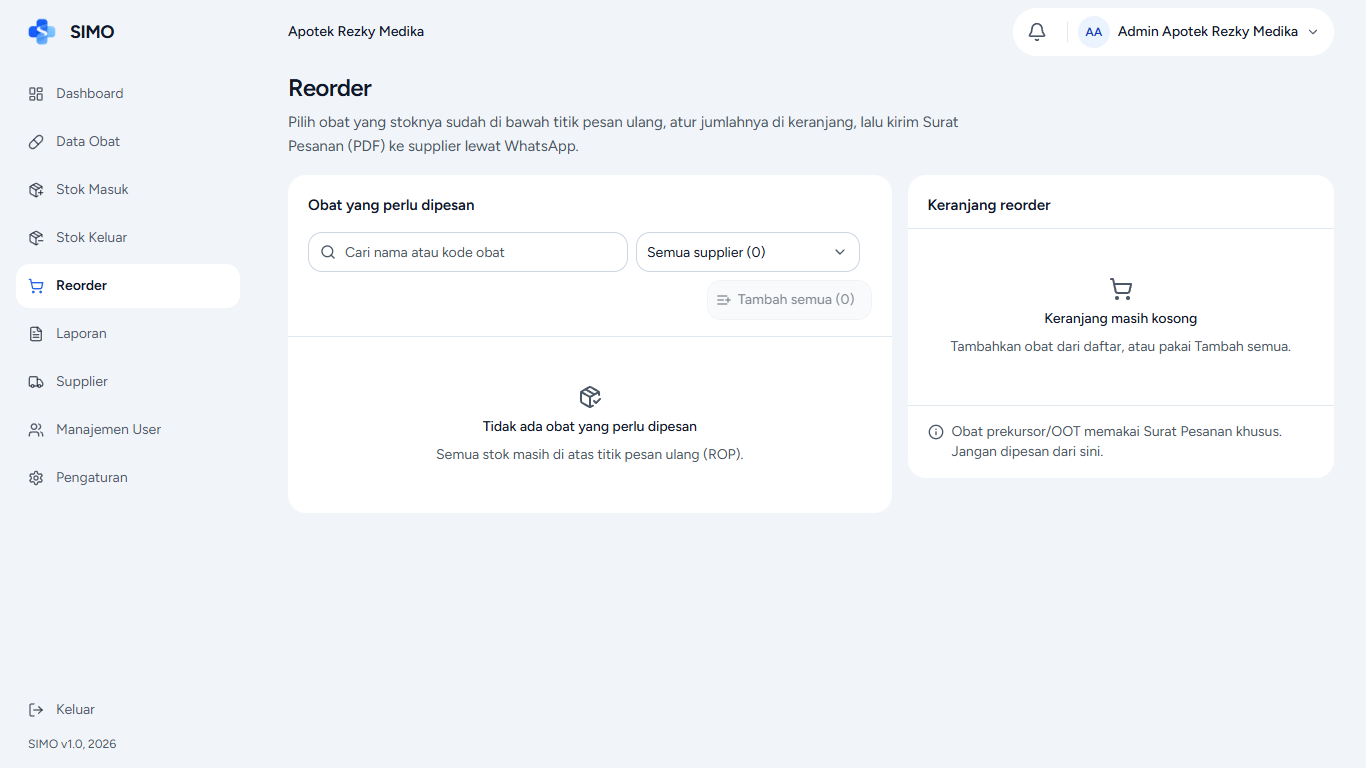 SIMO
Apotek Rezky Medika
AA
Admin Apotek Rezky Medika
Dashboard
Data Obat
Stok Masuk
Stok Keluar
Reorder
Laporan
Supplier
Manajemen User
Pengaturan
Keluar
SIMO v1.0, 2026
Reorder
Pilih obat yang stoknya sudah di bawah titik pesan ulang, atur jumlahnya di keranjang, lalu kirim Surat
Pesanan (PDF) ke supplier lewat WhatsApp.
Obat yang perlu dipesan
Cari nama atau kode obat
Semua supplier (0)
Tambah semua (0)
Tidak ada obat yang perlu dipesan
Semua stok masih di atas titik pesan ulang (ROP).
Keranjang reorder
Keranjang masih kosong
Tambahkan obat dari daftar, atau pakai Tambah semua.
Obat prekursor/OOT memakai Surat Pesanan khusus.
Jangan dipesan dari sini.